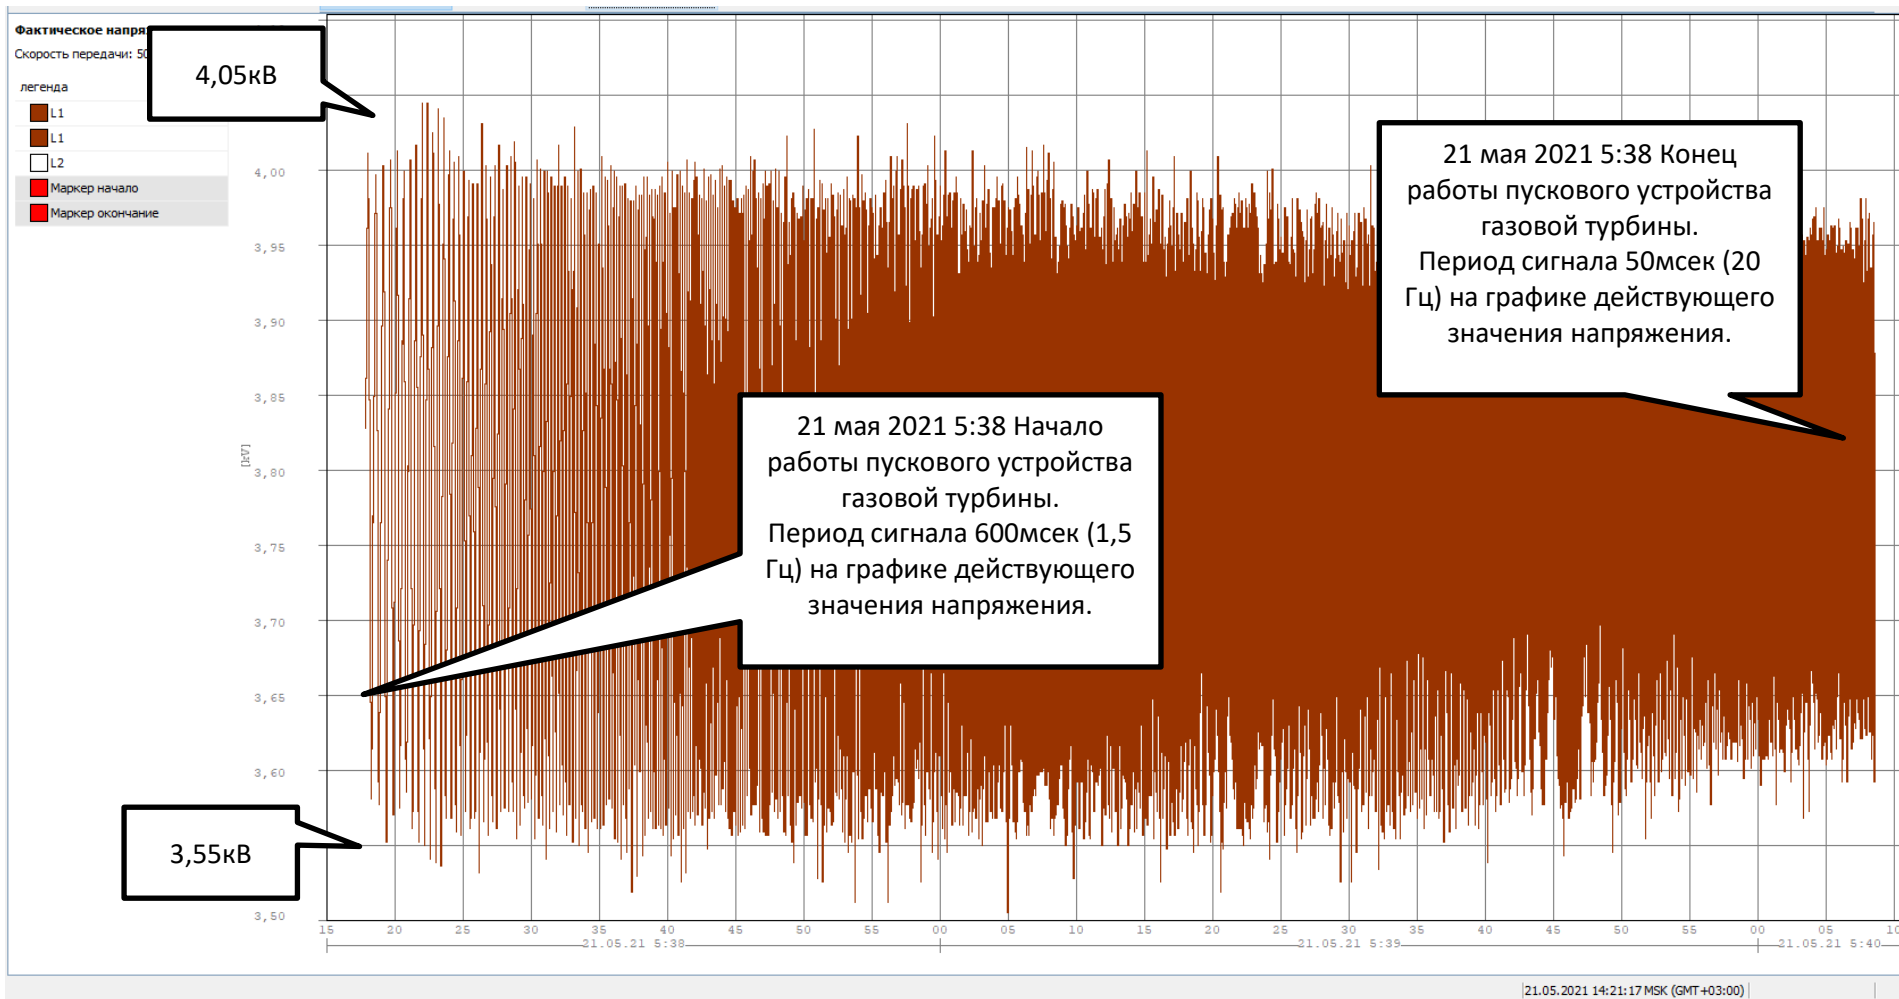 Фактическое напря
Скорость передачи: 50
легенда
L1
L1
L2
Маркер начало
Маркер окончание
4,05кВ
21 мая 2021 5:38 Конец
работы пускового устройства
газовой турбины.
Период сигнала 50мсек (20
Гц) на графике действующего
значения напряжения.
21 мая 2021 5:38 Начало
работы пускового устройства
газовой турбины.
Период сигнала 600мсек (1,5
Гц) на графике действующего
значения напряжения.
3,55кВ
4,00
3,95
3,90
3,85
3,80
[kV]
3,75
3,70
3,65
3,60
3,50
15 20 25 30 35 40 45 50 55 00 05 10 15 20 25 30 35 40 45 50 55 00 05 10
21.05.21 5:38 21.05.21 5:39 21.05.21 5:40
21.05.2021 14:21:17 MSK (GMT+03:00)